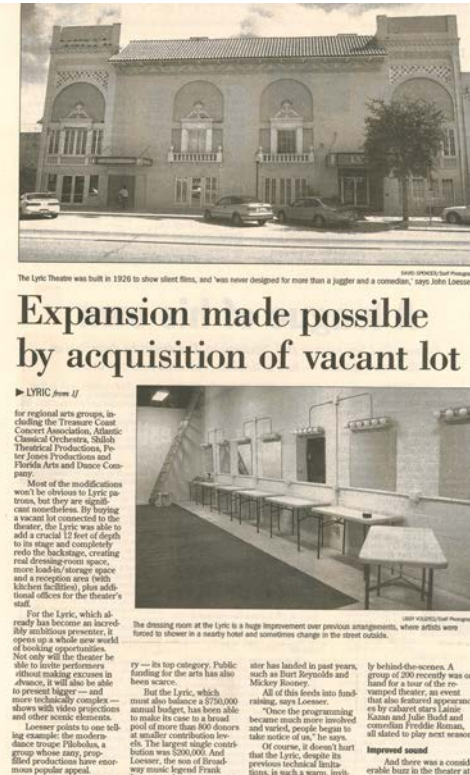 DAVID SPENCER/Staff Photogra
The Lyric Theatre was built in 1926 to show silent films, and 'was never designed for more than a juggler and a comedian,' says John Loesse
Expansion made possible
by acquisition of vacant lot
▶ LYRIC from 1J
for regional arts groups, in-
cluding the Treasure Coast
Concert Association, Atlantic
Classical Orchestra, Shiloh
Theatrical Productions, Pe-
ter Jones Productions and
Florida Arts and Dance Com-
pany.
Most of the modifications
won't be obvious to Lyric pa-
trons, but they are signifi-
cant nonetheless. By buying
a vacant lot connected to the
theater, the Lyric was able to
add a crucial 12 feet of depth
to its stage and completely
redo the backstage, creating
real dressing-room space,
more load-in/storage space
and a reception area (with
kitchen facilities), plus addi-
tional offices for the theater's
staff.
For the Lyric, which al-
ready has become an incred-
ibly ambitious presenter, it
opens up a whole new world
of booking opportunities.
Not only will the theater be
able to invite performers
without making excuses in
advance, it will also be able
to present bigger — and
more technically complex —
shows with video projections
and other scenic elements.
Loesser points to one tell-
ing example: the modern-
dance troupe Pilobolus, a
group whose zany, prop-
filled productions have enor-
mous popular appeal.
Staff Photogra
The dressing room at the Lyric is a huge improvement over previous arrangements, where artists were
forced to shower in a nearby hotel and sometimes change in the street outside.
ry — its top category. Public
funding for the arts has also
been scarce.
But the Lyric, which
must also balance a $750,000
annual budget, has been able
to make its case to a broad
pool of more than 800 donors
at smaller contribution lev-
els. The largest single contri-
bution was $200,000. And
Loesser, the son of Broad-
way music legend Frank
ster has landed in past years,
such as Burt Reynolds and
Mickey Rooney.
All of this feeds into fund-
raising, says Loesser.
"Once the programming
became much more involved
and varied, people began to
take notice of us," he says.
Of course, it doesn't hurt
that the Lyric, despite its
previous technical limita-
tions, is such a warm, invit-
ly behind-the-scenes. A
group of 200 recently was on
hand for a tour of the re-
vamped theater, an event
that also featured appearanc
es by cabaret stars Lainie
Kazan and Julie Budd and
comedian Freddie Roman,
all slated to play next season
Improved sound
And there was a consi
rable buzz in the theater